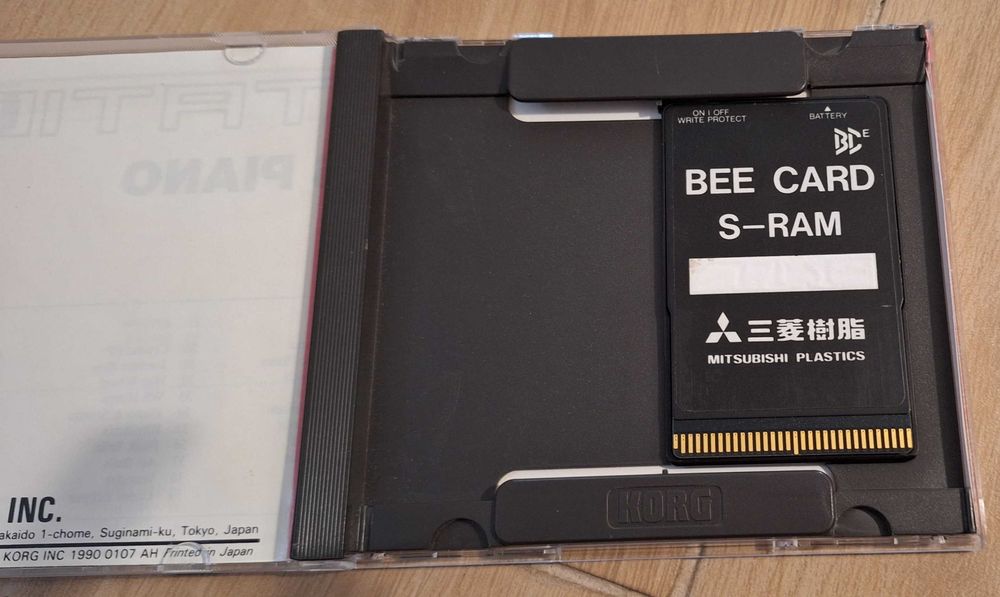 PIANO
INC.
akaido 1-chome, Suginami-ku, Tokyo, Japan
KORG INC 1990 0107 AH Printed in Japan
ON | OFF
WRITE PROTECT
BATTERY
BEE CARD
S-RAM
三菱樹脂
MITSUBISHI PLASTICS
KORG